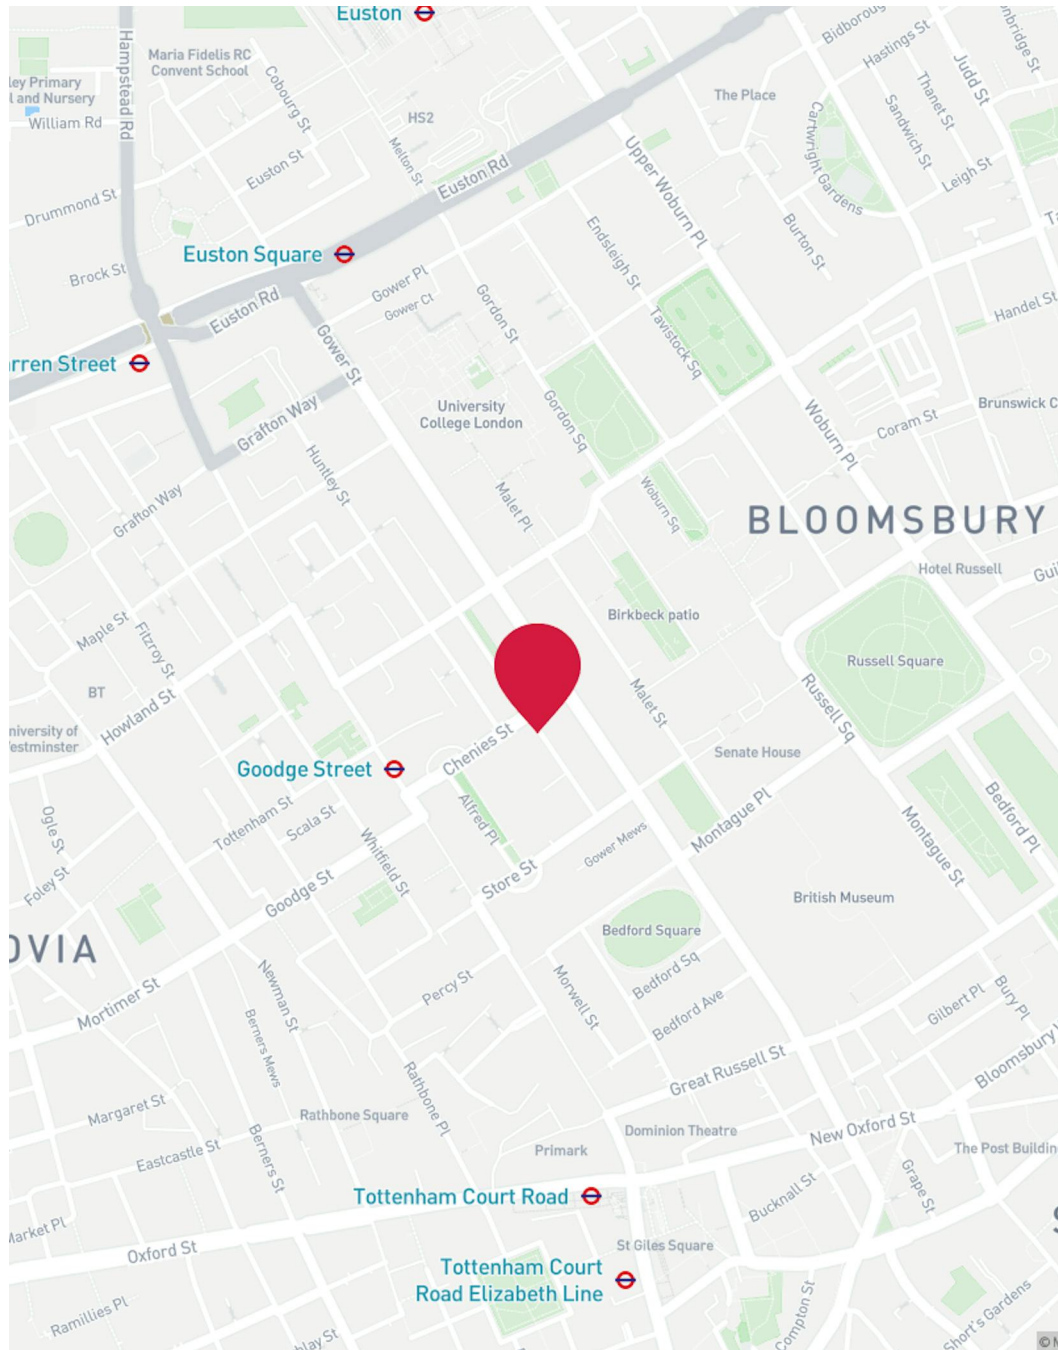 Euston
Hampstead Rd
Maria Fidelis RC
Convent School
ley Primary
l and Nursery
William Rd
Cobourg St
HS2
Melton St
Euston St
Euston Rd
The Place
Hastings St
Thanet St
Judd St
Sandwich St
Cartwright Gardens
Leigh St
Upper Woburn Pl
Burton St
Drummond St
Endsleigh St
Euston Square
Brock St
Gower Pl
Gower Ct
Gordon St
Euston Rd
Tavistock Sq
Handel St
Gower St
rren Street
University
College London
Gordon Sq
Grafton Way
Woburn Pl
Coram St
Brunswick C
Huntley St
Grafton Way
Malet Pl
Woburn Sq
BLOOMSBURY
Hotel Russell
Gui
Maple St
Fitzroy St
Birkbeck patio
Russell Square
BT
Howland St
Malet St
Russell Sq
niversity of
estminster
Chenies St
Senate House
Goodge Street
Ogle St
Tottenham St
Scala St
Alfred Pl
Whitfield St
Gower Mews
Montague Pl
Montague St
Bedford Pl
Foley St
Goodge St
Store St
British Museum
Bedford Square
OVIA
Bedford Sq
Percy St
Morwell St
Newman St
Bedford Ave
Mortimer St
Berners Mews
Gilbert Pl
Bury Pl
Great Russell St
Bloomsbury
Rathbone Pl
Margaret St
Rathbone Square
Dominion Theatre
New Oxford St
Eastcastle St
Berners St
Primark
The Post Buildin
Grape St
Tottenham Court Road
Bucknall St
Market Pl
Oxford St
St Giles Square
Tottenham Court
Road Elizabeth Line
Compton St
Ramillies Pl
Short's Gardens